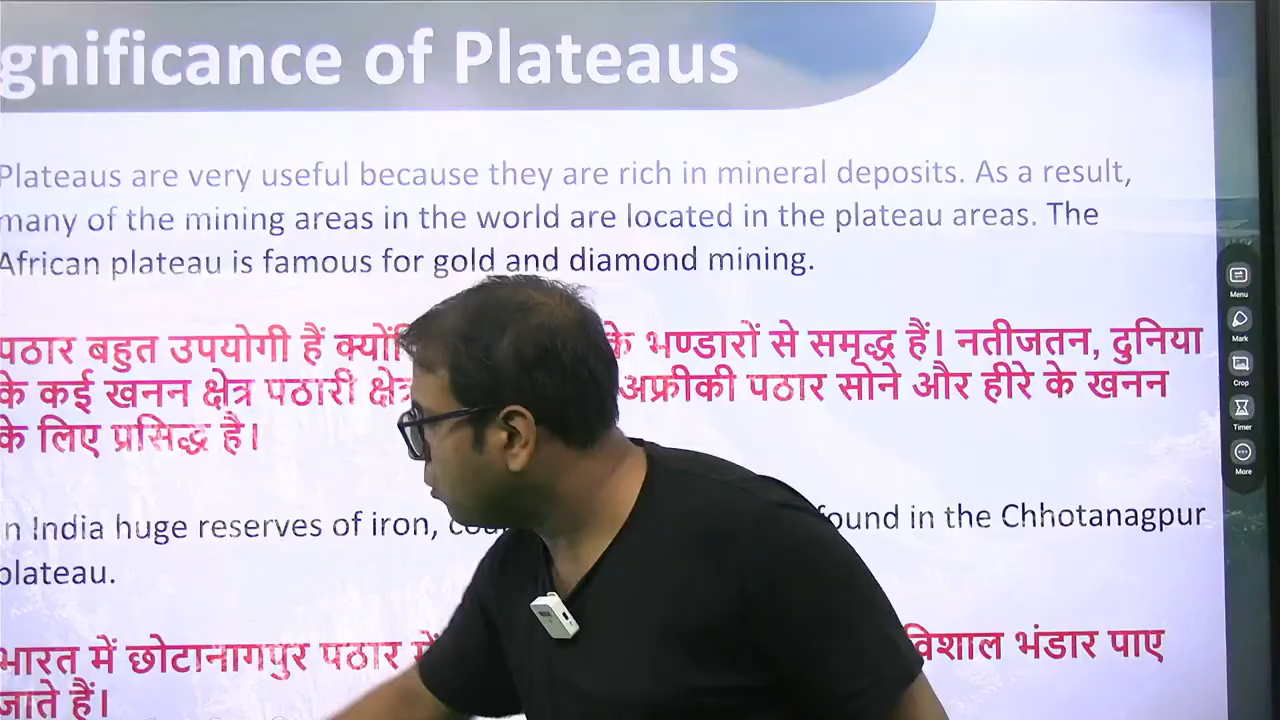 gnificance of Plateaus
Plateaus are very useful because they are rich in mineral deposits. As a result,
many of the mining areas in the world are located in the plateau areas. The
African plateau is famous for gold and diamond mining.
पठार बहुत उपयोगी हैं के भण्डारों से समृद्ध हैं। नतीजतन, दुनिया
के कई खनन क्षेत्र पठारी अफ्रीकी पठार सोने और हीरे के खनन
के लिए प्रसिद्ध है।
n India huge reserves of iron, found in the Chhotanagpur
plateau.
भारत में छोटानागपुर पठार विशाल भंडार पाए
जाते हैं।
Menu
Mark
Crop
Timer
More